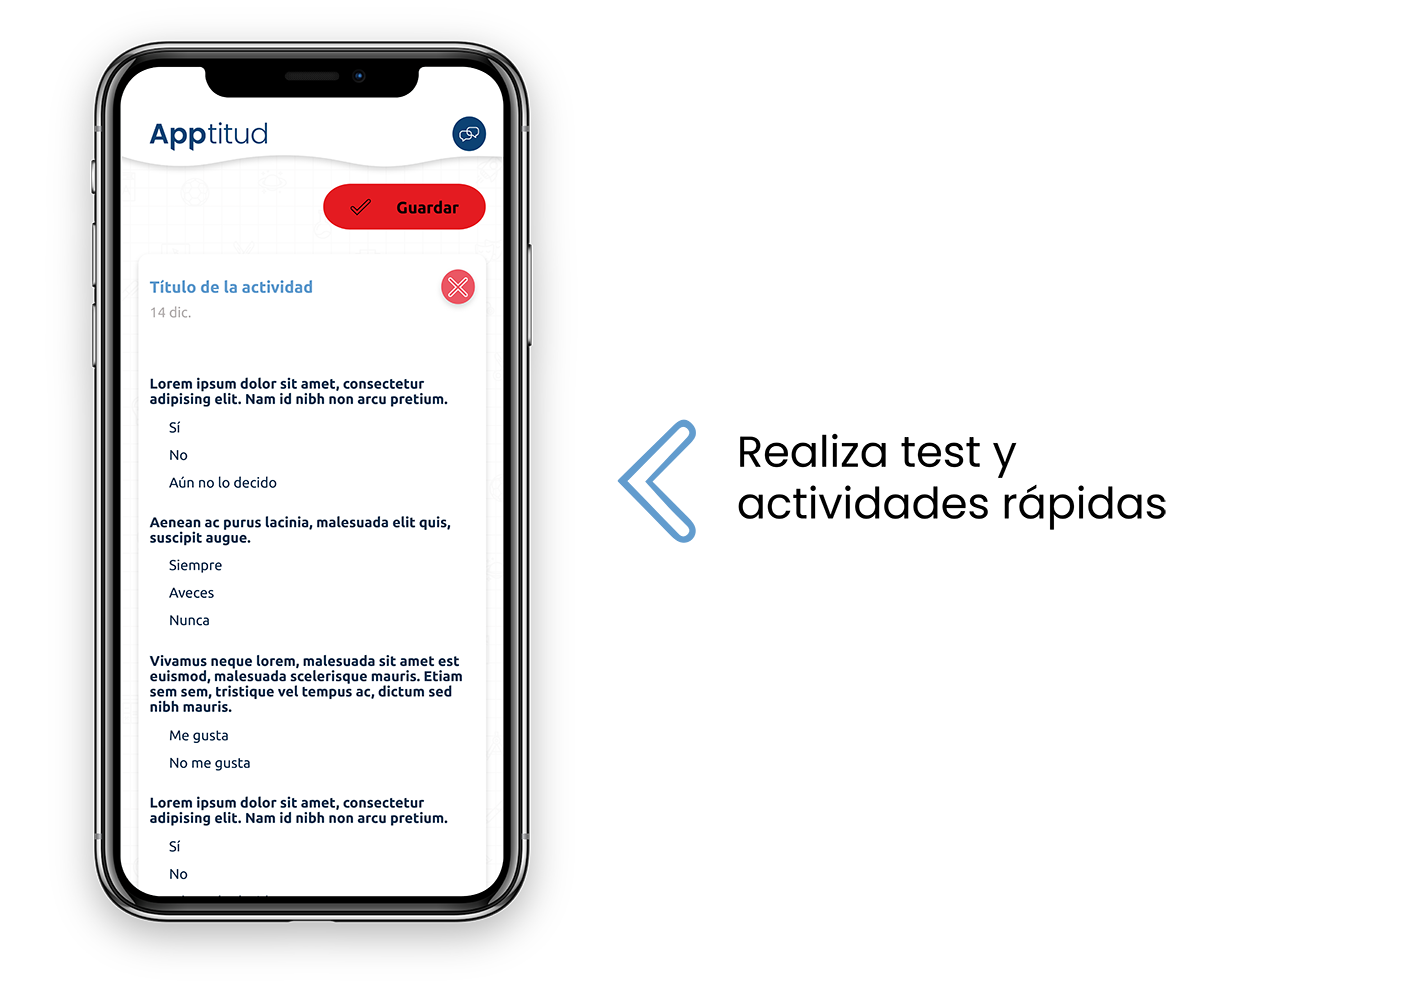 Apptitud
Guardar
Título de la actividad
14 dic.
Lorem ipsum dolor sit amet, consectetur
adipising elit. Nam id nibh non arcu pretium.
Sí
No
Aún no lo decido
Aenean ac purus lacinia, malesuada elit quis,
suscipit augue.
Siempre
Aveces
Nunca
Vivamus neque lorem, malesuada sit amet est
euismod, malesuada scelerisque mauris. Etiam
sem sem, tristique vel tempus ac, dictum sed
nibh mauris.
Me gusta
No me gusta
Lorem ipsum dolor sit amet, consectetur
adipising elit. Nam id nibh non arcu pretium.
Sí
No
Realiza test y
actividades rápidas